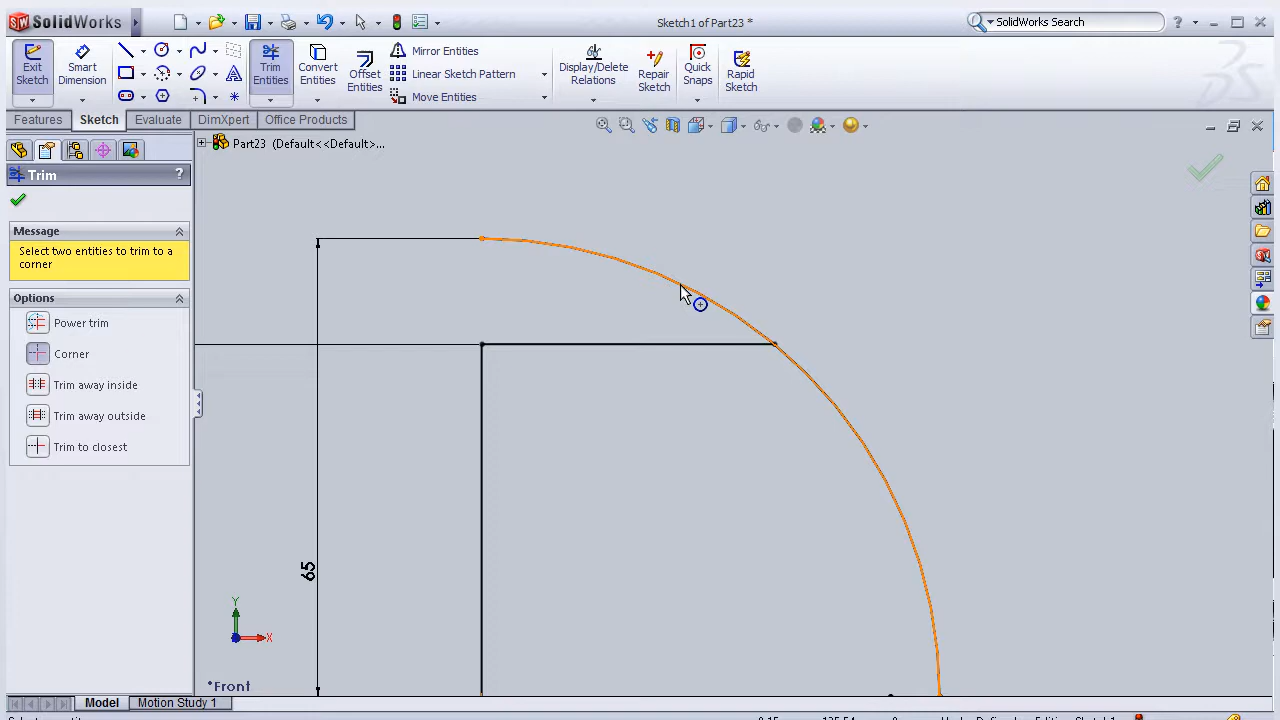 SolidWorks
Sketch1 of Part23 *
SolidWorks Search
Exit Sketch
Smart Dimension
Trim Entities
Convert Entities
Offset Entities
Mirror Entities
Linear Sketch Pattern
Move Entities
Display/Delete Relations
Repair Sketch
Quick Snaps
Rapid Sketch
Features
Sketch
Evaluate
DimXpert
Office Products
Part23 (Default<<Default>...
Trim
?
Message
Select two entities to trim to a
corner
Options
Power trim
Corner
Trim away inside
Trim away outside
Trim to closest
65
Y
X
*Front
Model
Motion Study 1